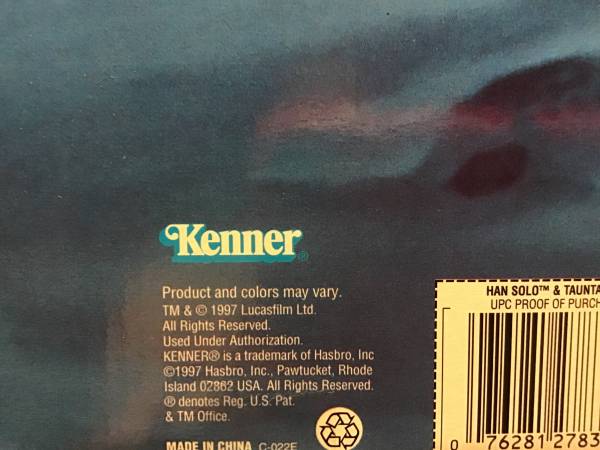 Kenner®
Product and colors may vary.
TM & © 1997 Lucasfilm Ltd.
All Rights Reserved.
Used Under Authorization.
KENNER® is a trademark of Hasbro, Inc
©1997 Hasbro, Inc., Pawtucket, Rhode
Island 02862 USA. All Rights Reserved.
® denotes Reg. U.S. Pat.
& TM Office.
MADE IN CHINA C-022E
HAN SOLO™ & TAUNTA
UPC PROOF OF PURCH
0 76281 2783